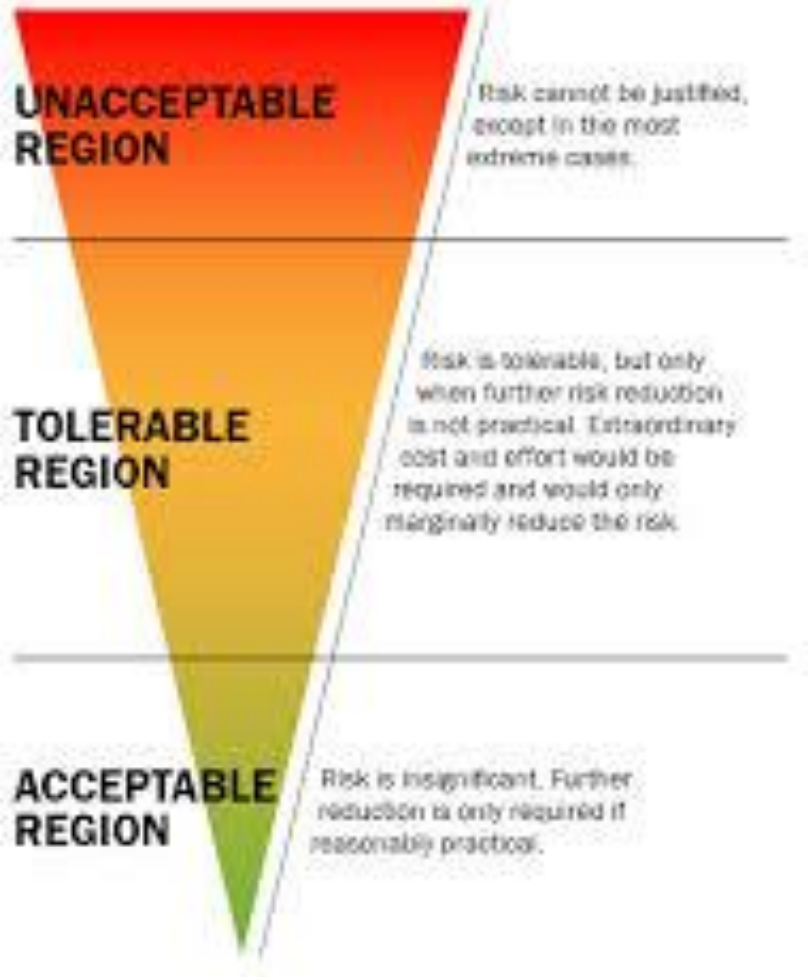 UNACCEPTABLE
REGION
Risk cannot be justified,
except in the most
extreme cases.
TOLERABLE
REGION
Risk is tolerable, but only
when further risk reduction
is not practical. Extraordinary
cost and effort would be
required and would only
marginally reduce the risk.
ACCEPTABLE
REGION
Risk is insignificant. Further
reduction is only required if
reasonably practical.